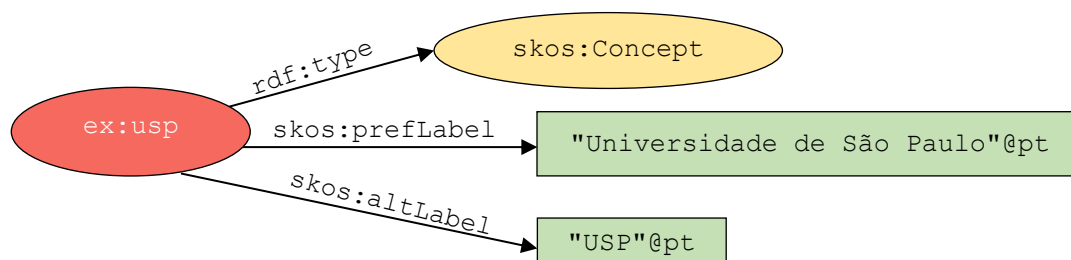 skos:Concept
rdf:type
ex:usp
skos:prefLabel
"Universidade de São Paulo"@pt
skos:altLabel
"USP"@pt